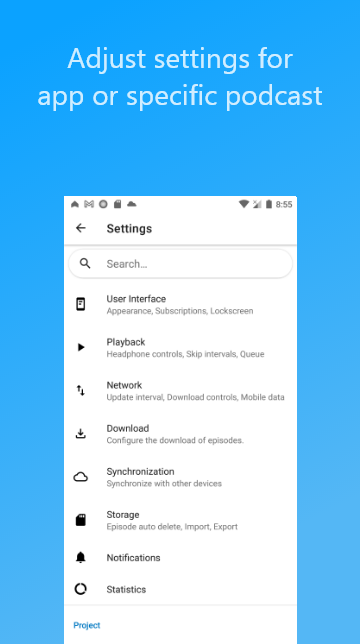 Adjust settings for
app or specific podcast
8:55
Settings
Search...
User Interface
Appearance, Subscriptions, Lockscreen
Playback
Headphone controls, Skip intervals, Queue
Network
Update interval, Download controls, Mobile data
Download
Configure the download of episodes.
Synchronization
Synchronize with other devices
Storage
Episode auto delete, Import, Export
Notifications
Statistics
Project